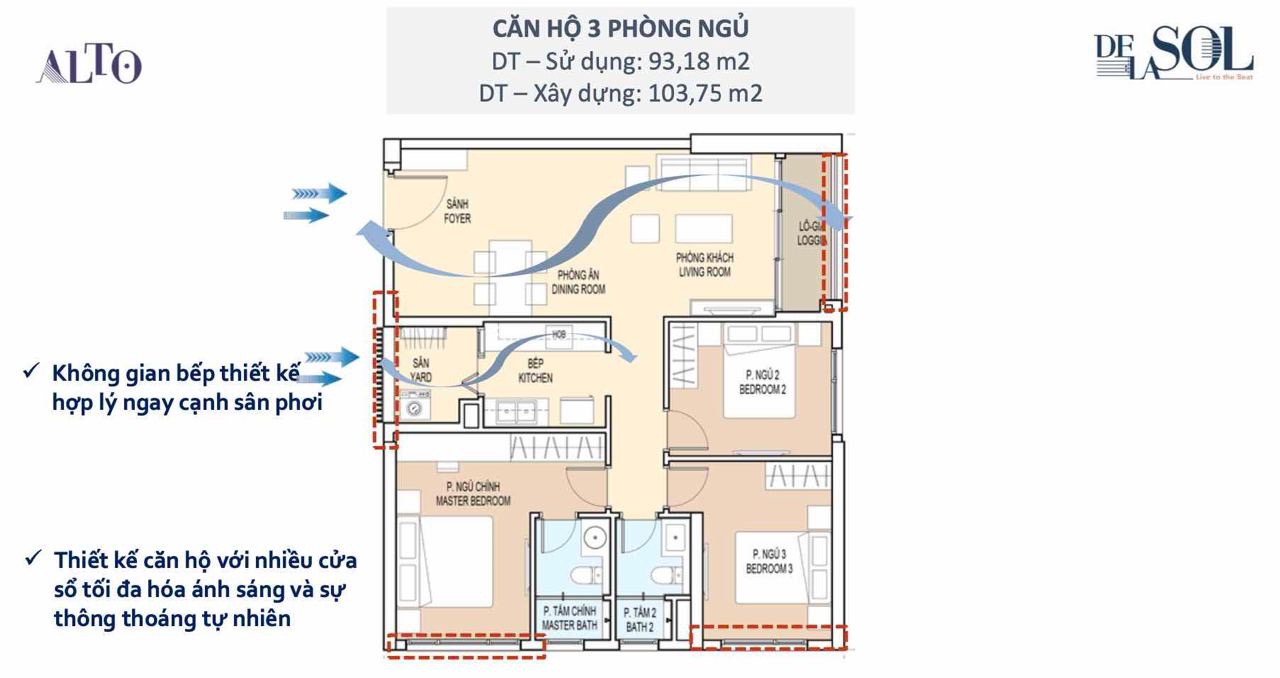 CĂN HỘ 3 PHÒNG NGỦ
DT – Sử dụng: 93,18 m2
DT – Xây dựng: 103,75 m2
ALTO
DE LA SOL
Live to the Beat
SẢNH
FOYER
PHÒNG ĂN
DINING ROOM
PHÒNG KHÁCH
LIVING ROOM
LÔ-GIA
LOGGIA
SÂN
YARD
HOB
BẾP
KITCHEN
P. NGỦ 2
BEDROOM 2
P. NGỦ CHÍNH
MASTER BEDROOM
P. NGỦ 3
BEDROOM 3
P. TẮM CHÍNH
MASTER BATH
P. TẮM 2
BATH 2
✓ Không gian bếp thiết kế
hợp lý ngay cạnh sân phơi
✓ Thiết kế căn hộ với nhiều cửa
sổ tối đa hóa ánh sáng và sự
thông thoáng tự nhiên